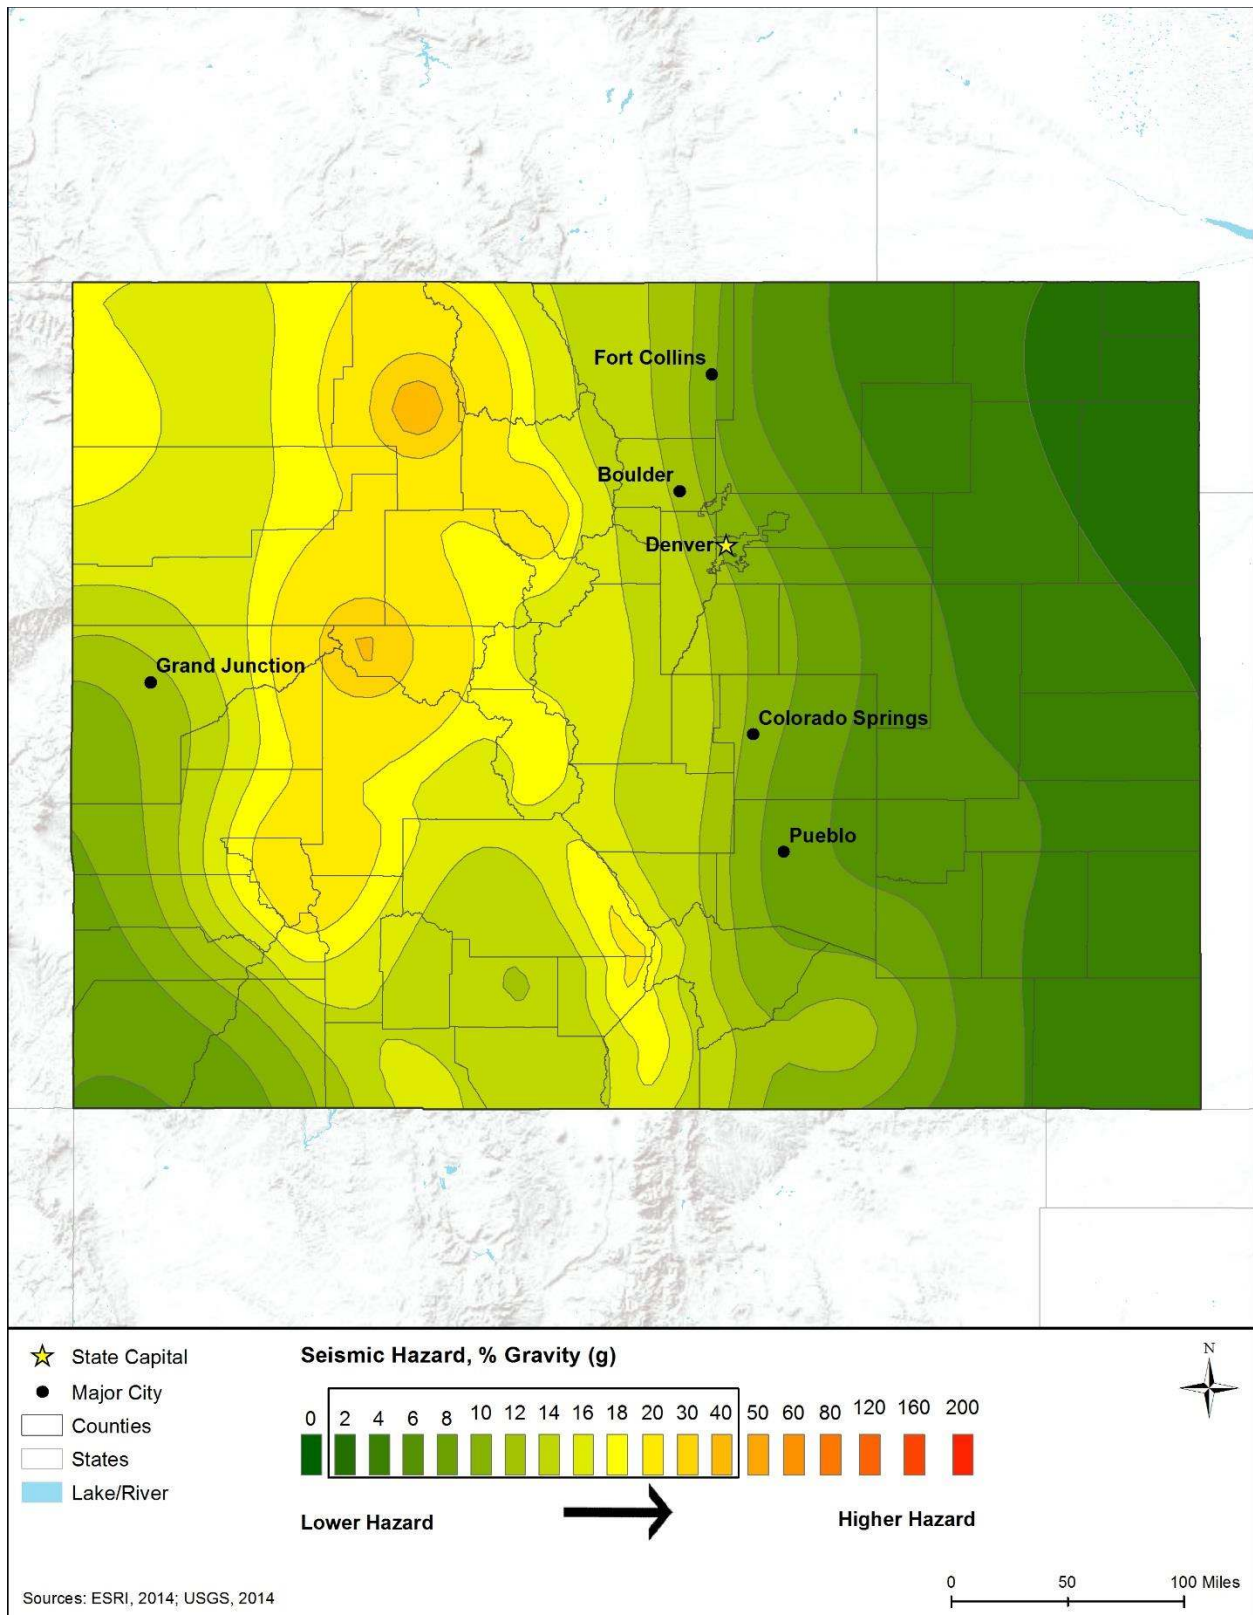 Fort Collins
Boulder
Denver
Grand Junction
Colorado Springs
Pueblo
State Capital
Major City
Counties
States
Lake/River
Seismic Hazard, % Gravity (g)
0 2 4 6 8 10 12 14 16 18 20 30 40 50 60 80 120 160 200
Lower Hazard
Higher Hazard
N
0 50 100 Miles
Sources: ESRI, 2014; USGS, 2014